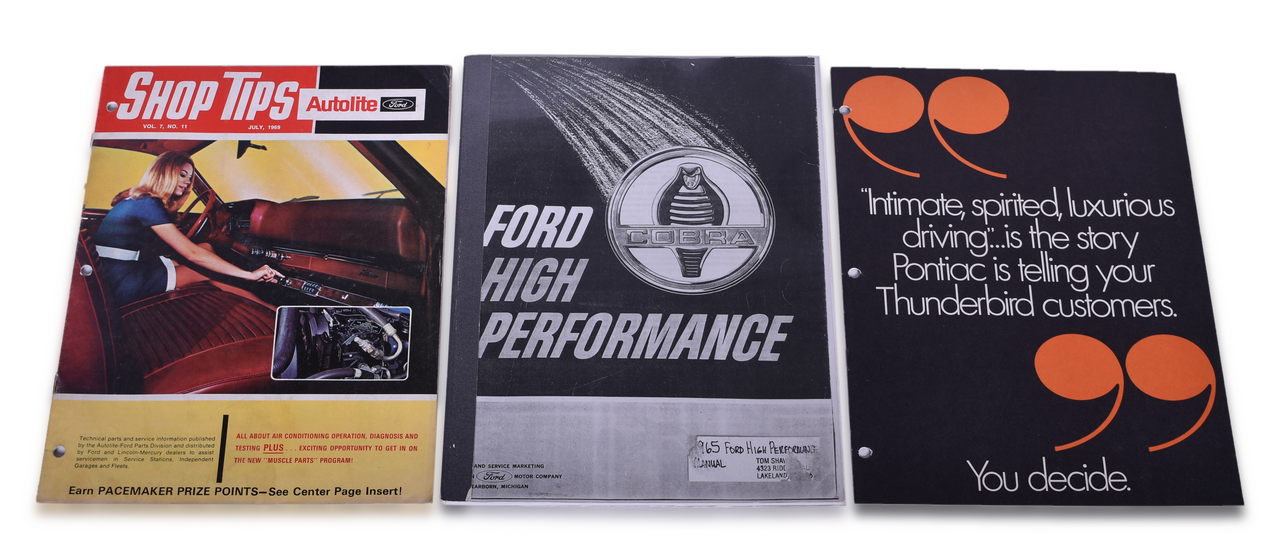 SHOP TIPS
Autolite
Ford
VOL. 7, NO. 11
JULY, 1969
Technical parts and service information published
by the Autolite-Ford Parts Division and distributed
by Ford and Lincoln-Mercury dealers to assist
servicemen in Service Stations, Independent
Garages and Fleets.
ALL ABOUT AIR CONDITIONING OPERATION, DIAGNOSIS AND
TESTING PLUS . . . EXCITING OPPORTUNITY TO GET IN ON
THE NEW "MUSCLE PARTS" PROGRAM!
Earn PACEMAKER PRIZE POINTS—See Center Page Insert!
COBRA
FORD
HIGH
PERFORMANCE
AND SERVICE MARKETING
Ford MOTOR COMPANY
EARBORN, MICHIGAN
1965 FORD HIGH PERFORMANC
MANUAL
TOM SHA
4323 RIDE
LAKELAND,
"Intimate, spirited, luxurious
driving"...is the story
Pontiac is telling your
Thunderbird customers.
You decide.